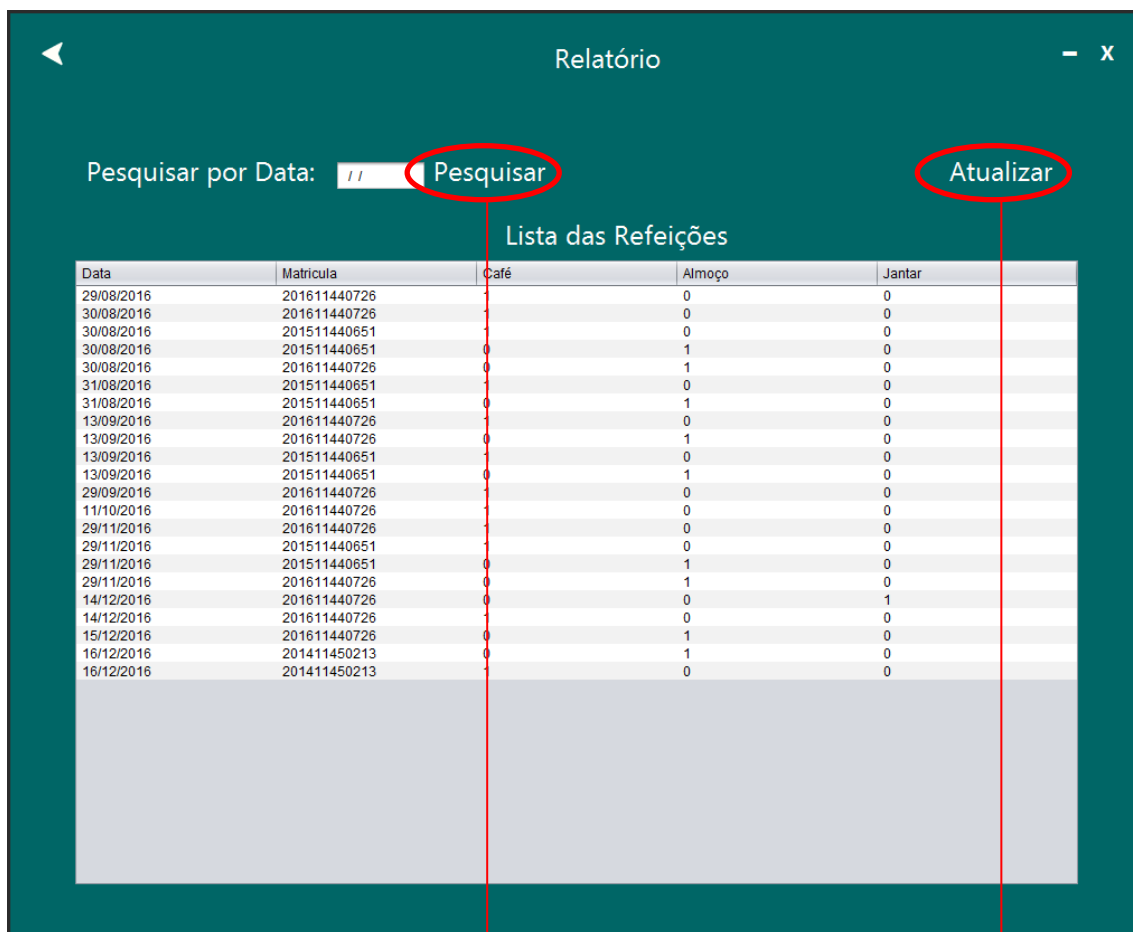 Relatório
X
Pesquisar por Data: / / Pesquisar Atualizar
Lista das Refeições
Data Matricula Café Almoço Jantar
29/08/2016 201611440726 1 0 0
30/08/2016 201611440726 1 0 0
30/08/2016 201511440651 1 0 0
30/08/2016 201511440651 0 1 0
30/08/2016 201611440726 0 1 0
31/08/2016 201511440651 1 0 0
31/08/2016 201511440651 0 1 0
13/09/2016 201611440726 1 0 0
13/09/2016 201611440726 0 1 0
13/09/2016 201511440651 1 0 0
13/09/2016 201511440651 0 1 0
29/09/2016 201611440726 1 0 0
11/10/2016 201611440726 1 0 0
29/11/2016 201611440726 1 0 0
29/11/2016 201511440651 1 0 0
29/11/2016 201511440651 0 1 0
29/11/2016 201611440726 0 1 0
14/12/2016 201611440726 0 0 1
14/12/2016 201611440726 1 0 0
15/12/2016 201611440726 0 1 0
16/12/2016 201411450213 0 1 0
16/12/2016 201411450213 1 0 0